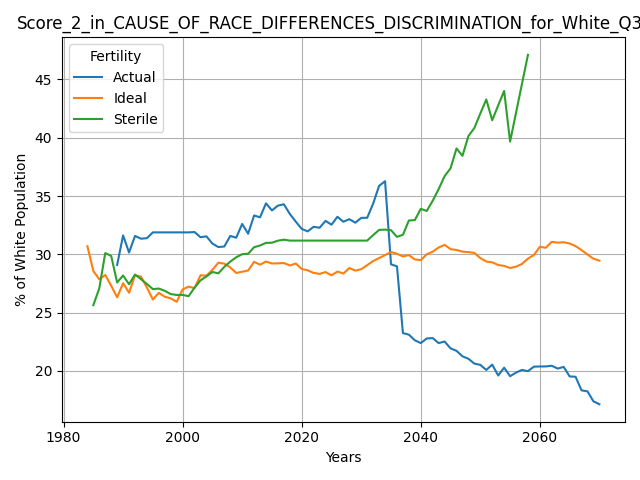 Score_2_in_CAUSE_OF_RACE_DIFFERENCES_DISCRIMINATION_for_White_Q3
Fertility
Actual
Ideal
Sterile
% of White Population
45
40
35
30
25
20
1980
2000
2020
2040
2060
Years